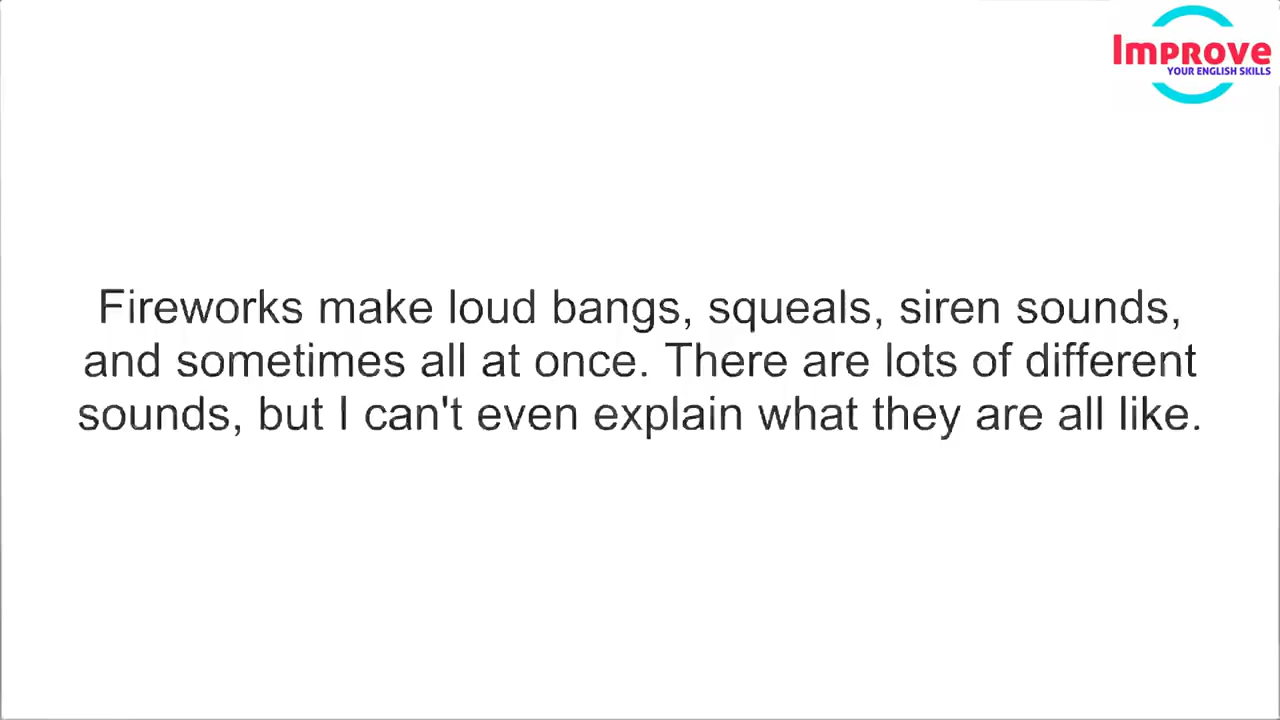 Improve
YOUR ENGLISH SKILLS
Fireworks make loud bangs, squeals, siren sounds,
and sometimes all at once. There are lots of different
sounds, but I can't even explain what they are all like.